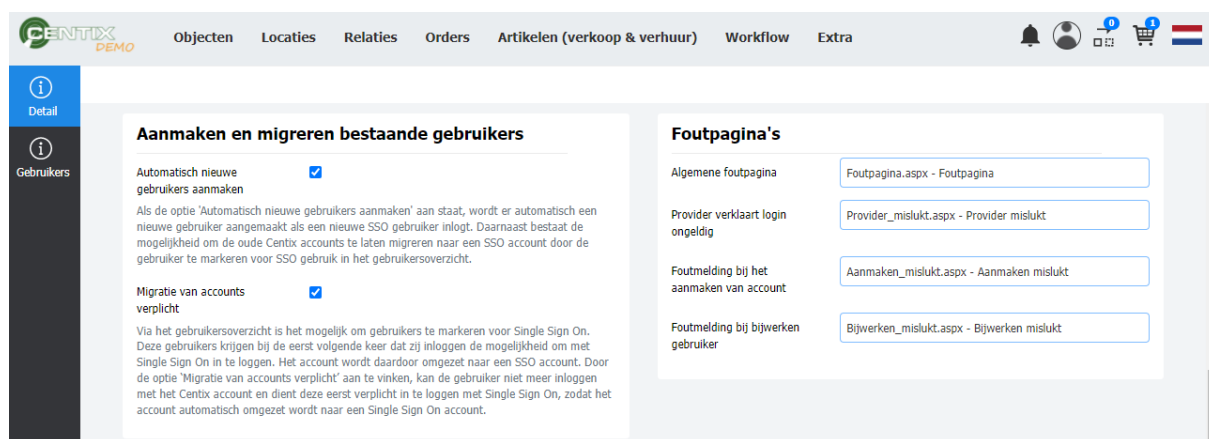 CENTIX
DEMO
Objecten Locaties Relaties Orders Artikelen (verkoop & verhuur) Workflow Extra
0
1
Detail
Gebruikers
Aanmaken en migreren bestaande gebruikers
Automatisch nieuwe
gebruikers aanmaken
Als de optie 'Automatisch nieuwe gebruikers aanmaken' aan staat, wordt er automatisch een
nieuwe gebruiker aangemaakt als een nieuwe SSO gebruiker inlogt. Daarnaast bestaat de
mogelijkheid om de oude Centix accounts te laten migreren naar een SSO account door de
gebruiker te markeren voor SSO gebruik in het gebruikersoverzicht.
Migratie van accounts
verplicht
Via het gebruikersoverzicht is het mogelijk om gebruikers te markeren voor Single Sign On.
Deze gebruikers krijgen bij de eerst volgende keer dat zij inloggen de mogelijkheid om met
Single Sign On in te loggen. Het account wordt daardoor omgezet naar een SSO account. Door
de optie 'Migratie van accounts verplicht' aan te vinken, kan de gebruiker niet meer inloggen
met het Centix account en dient deze eerst verplicht in te loggen met Single Sign On, zodat het
account automatisch omgezet wordt naar een Single Sign On account.
Foutpagina's
Algemene foutpagina
Foutpagina.aspx - Foutpagina
Provider verklaart login
ongeldig
Provider_mislukt.aspx - Provider mislukt
Foutmelding bij het
aanmaken van account
Aanmaken_mislukt.aspx - Aanmaken mislukt
Foutmelding bij bijwerken
gebruiker
Bijwerken_mislukt.aspx - Bijwerken mislukt